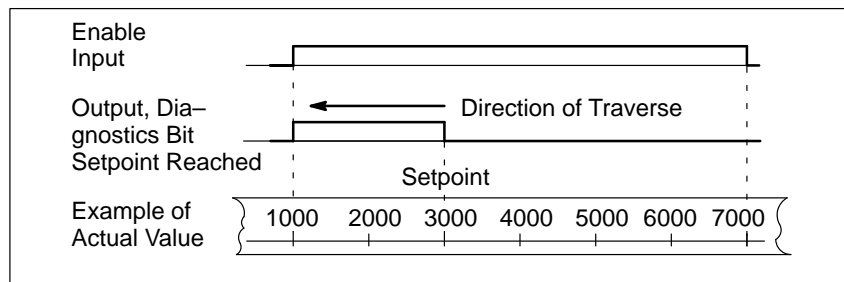 Enable
Input
Output, Dia–
gnostics Bit
Setpoint Reached
Direction of Traverse
Setpoint
Example of
Actual Value
1000 2000 3000 4000 5000 6000 7000